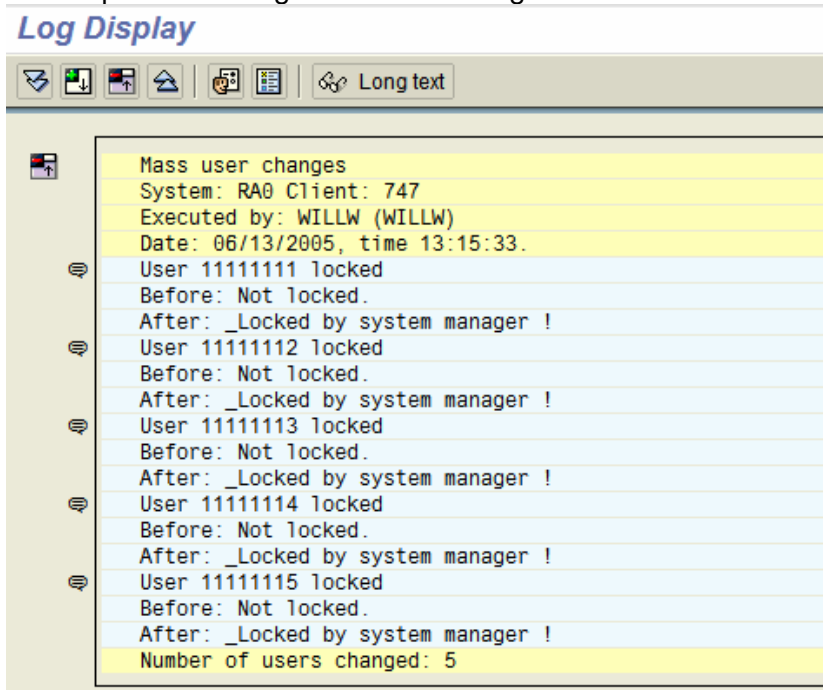 Log Display
Long text
Mass user changes
System: RA0 Client: 747
Executed by: WILLW (WILLW)
Date: 06/13/2005, time 13:15:33.
User 11111111 locked
Before: Not locked.
After: _Locked by system manager !
User 11111112 locked
Before: Not locked.
After: _Locked by system manager !
User 11111113 locked
Before: Not locked.
After: _Locked by system manager !
User 11111114 locked
Before: Not locked.
After: _Locked by system manager !
User 11111115 locked
Before: Not locked.
After: _Locked by system manager !
Number of users changed: 5